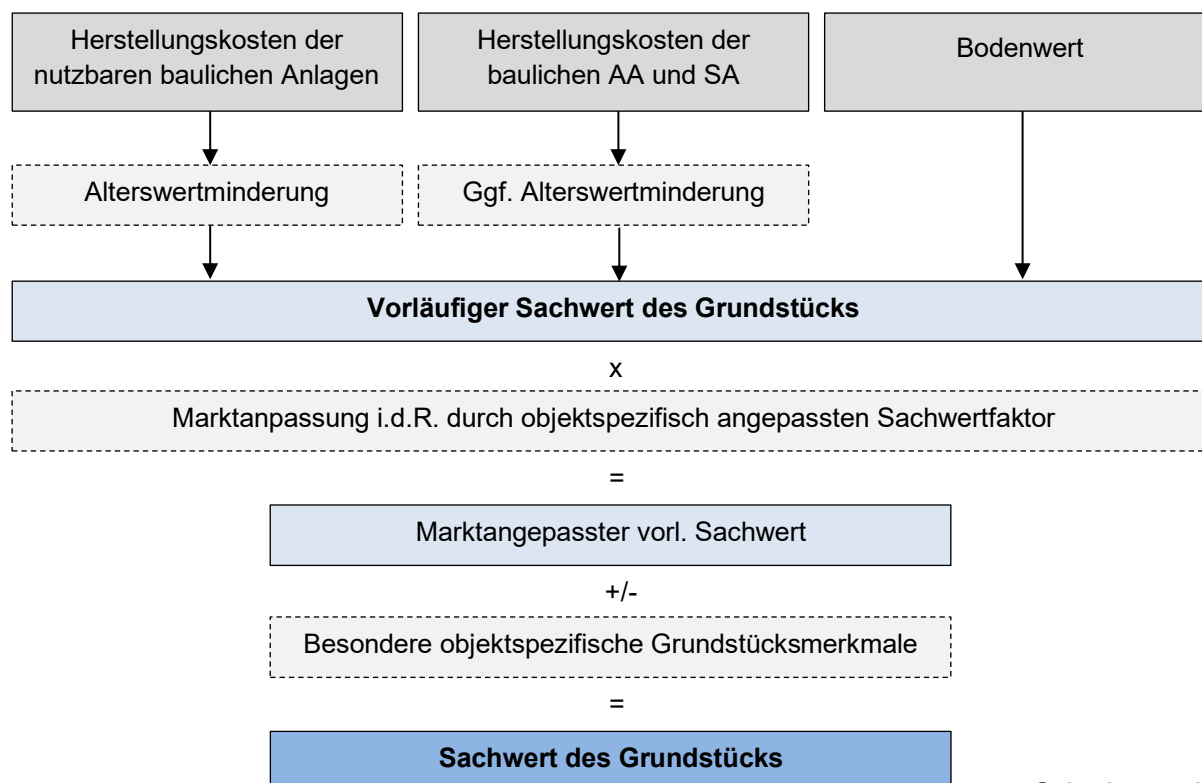 Herstellungskosten der
nutzbaren baulichen Anlagen
Herstellungskosten der
baulichen AA und SA
Bodenwert
Alterswertminderung
Ggf. Alterswertminderung
Vorläufiger Sachwert des Grundstücks
x
Marktanpassung i.d.R. durch objektspezifisch angepassten Sachwertfaktor
=
Marktangepasster vorl. Sachwert
+/-
Besondere objektspezifische Grundstücksmerkmale
=
Sachwert des Grundstücks